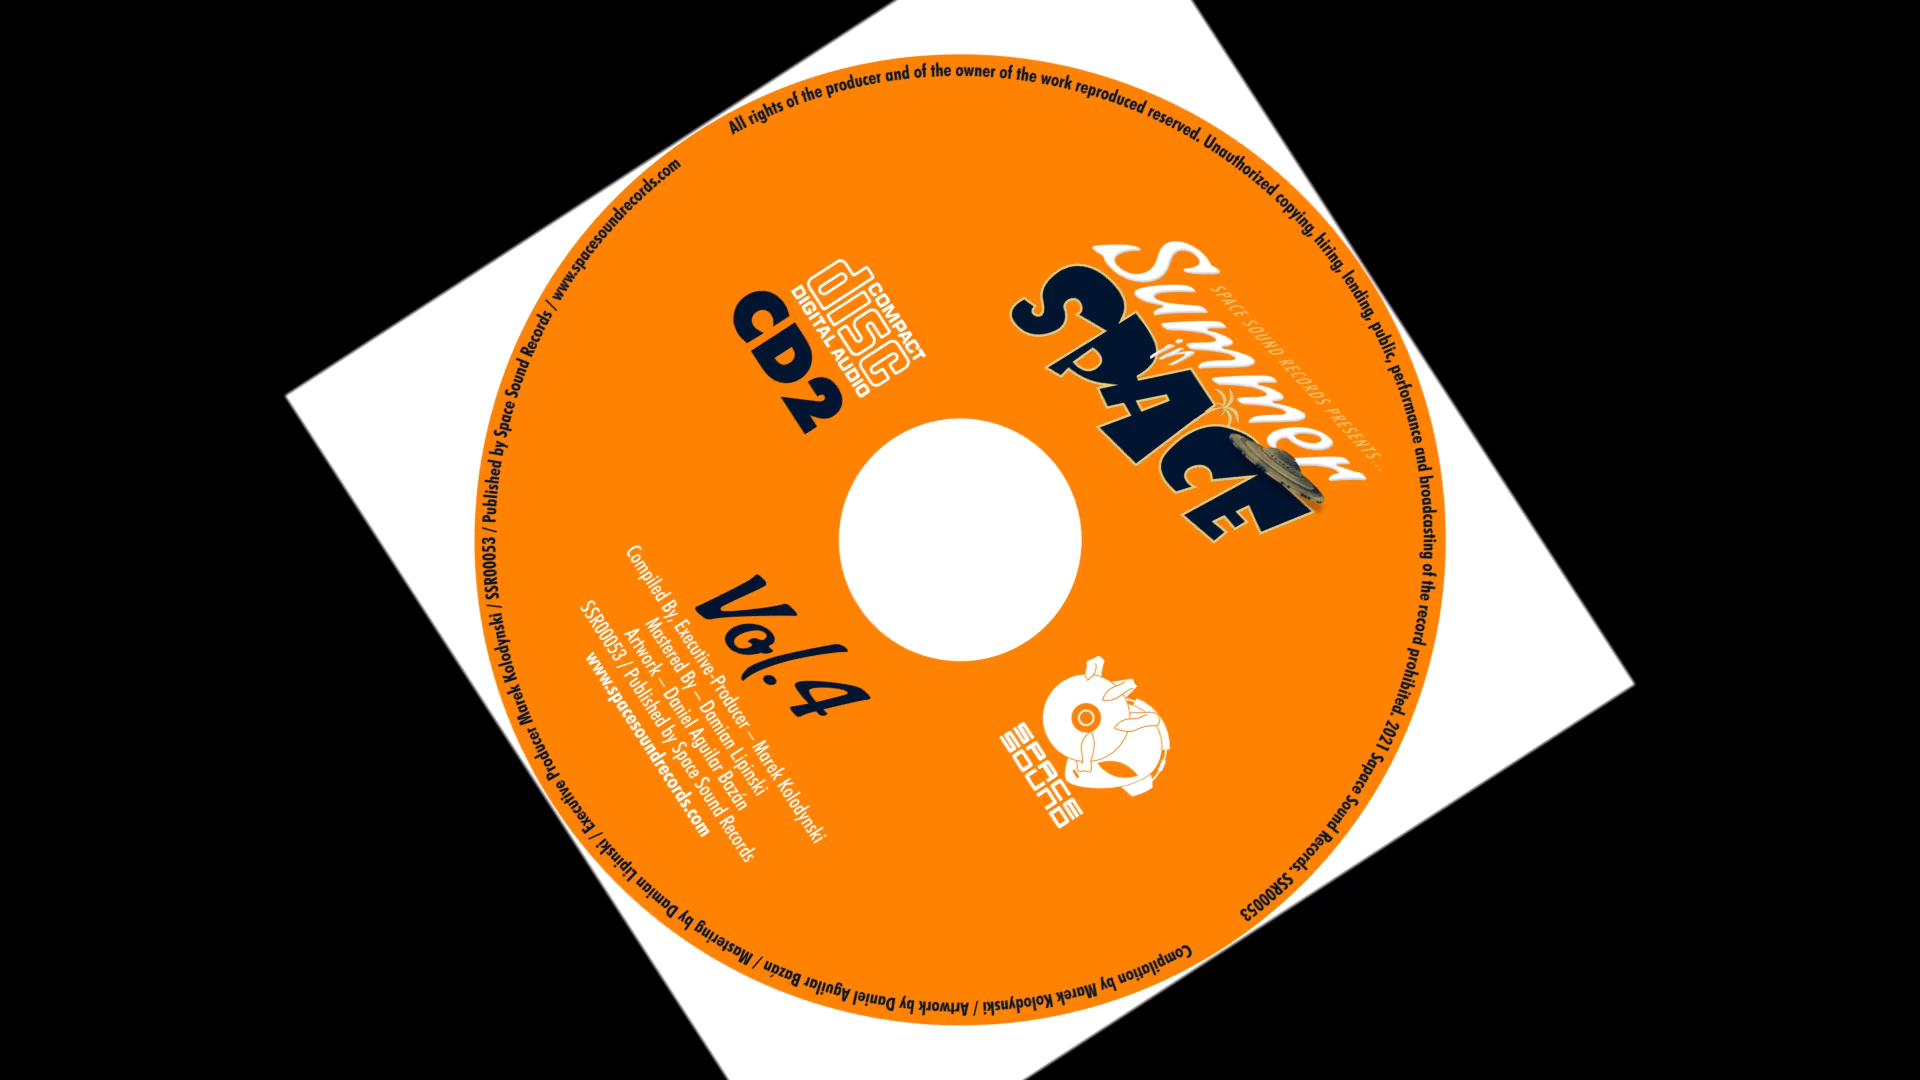 SPACE SOUND RECORDS PRESENTS...
Summer
in
SPACE
COMPACT
disc
DIGITAL AUDIO
CD2
Vol. 4
SPACE
SOUND
Compiled By, Executive-Producer – Marek Kolodynski
Mastered By – Damian Lipinski
Artwork – Daniel Aguilar Bazán
SSR00053 / Published by Space Sound Records
www.spacesoundrecords.com
All rights of the producer and of the owner of the work reproduced reserved. Unauthorized copying, hiring, lending, public, performance and broadcasting of the record prohibited. 2021 Sapace Sound Records. SSR00053
Compilation by Marek Kolodynski / Artwork by Daniel Aguilar Bazán / Mastering by Damian Lipinski / Executive Producer Marek Kolodynski / SSR00053 / Published by Space Sound Records / www.spacesoundrecords.com